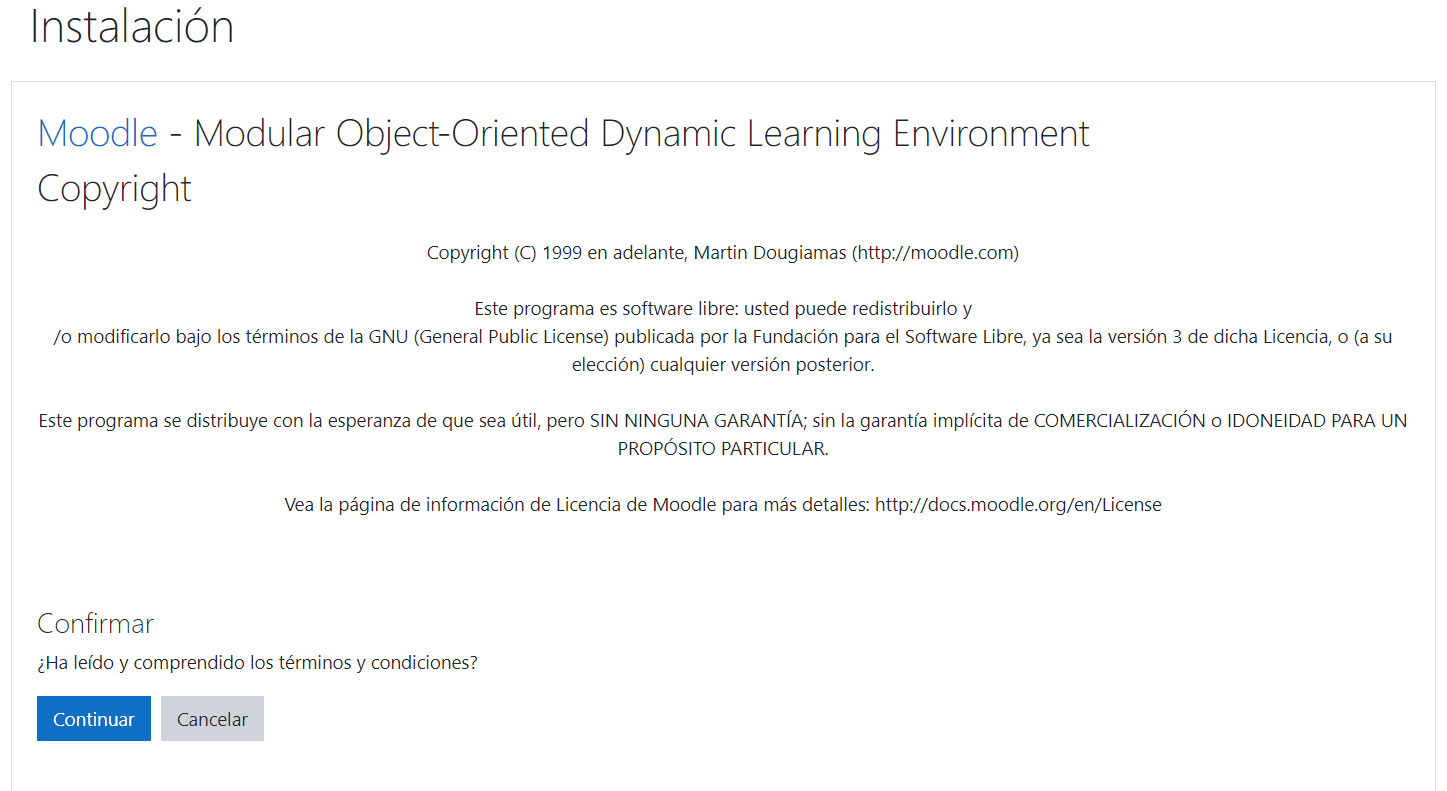 Instalación
Moodle - Modular Object-Oriented Dynamic Learning Environment
Copyright
Copyright (C) 1999 en adelante, Martin Dougiamas (http://moodle.com)
Este programa es software libre: usted puede redistribuirlo y
/o modificarlo bajo los términos de la GNU (General Public License) publicada por la Fundación para el Software Libre, ya sea la versión 3 de dicha Licencia, o (a su
elección) cualquier versión posterior.
Este programa se distribuye con la esperanza de que sea útil, pero SIN NINGUNA GARANTÍA; sin la garantía implícita de COMERCIALIZACIÓN o IDONEIDAD PARA UN
PROPÓSITO PARTICULAR.
Vea la página de información de Licencia de Moodle para más detalles: http://docs.moodle.org/en/License
Confirmar
¿Ha leído y comprendido los términos y condiciones?
Continuar Cancelar